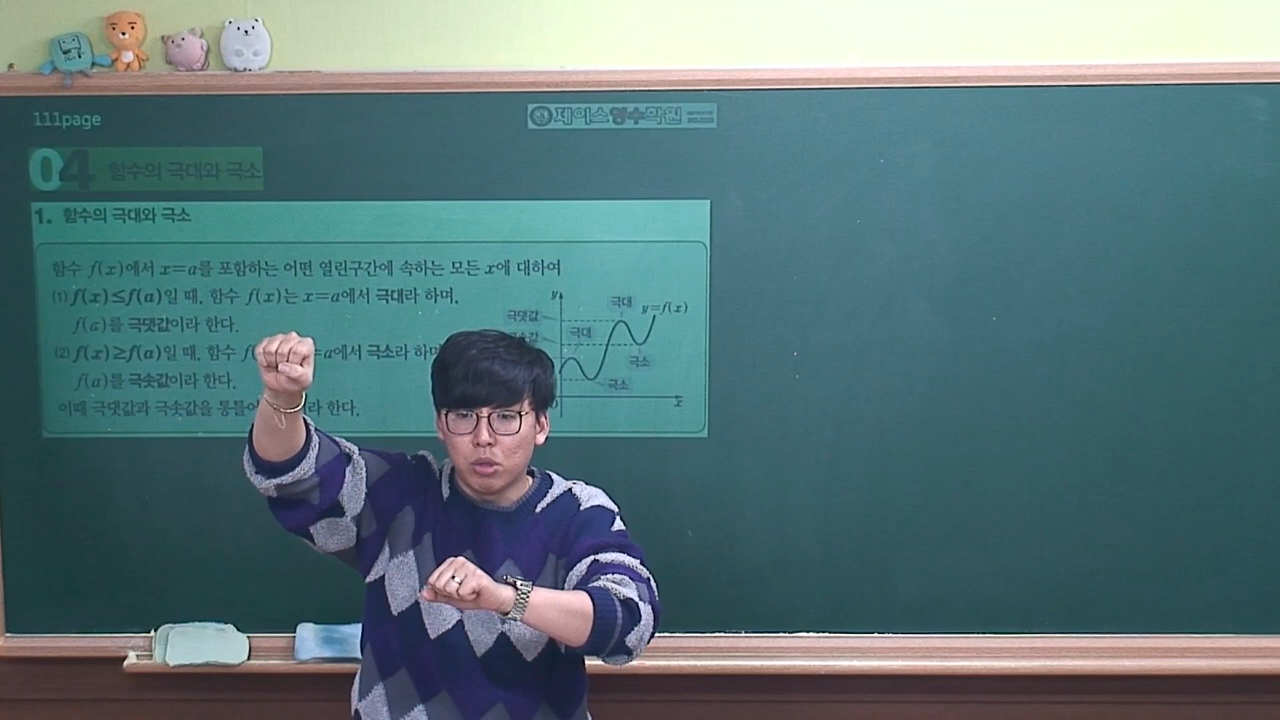 111page
제이스영수학원
04 함수의 극대와 극소
1. 함수의 극대와 극소
함수 f(x)에서 x=a를 포함하는 어떤 열린구간에 속하는 모든 x에 대하여
(1) f(x)≤f(a)일 때, 함수 f(x)는 x=a에서 극대라 하며,
f(a)를 극댓값이라 한다.
(2) f(x)≥f(a)일 때, 함수 =a에서 극소라 하며
f(a)를 극솟값이라 한다.
이때 극댓값과 극솟값을 통틀어 라 한다.
y
극대
y=f(x)
극댓값
극대
극소
극소
x